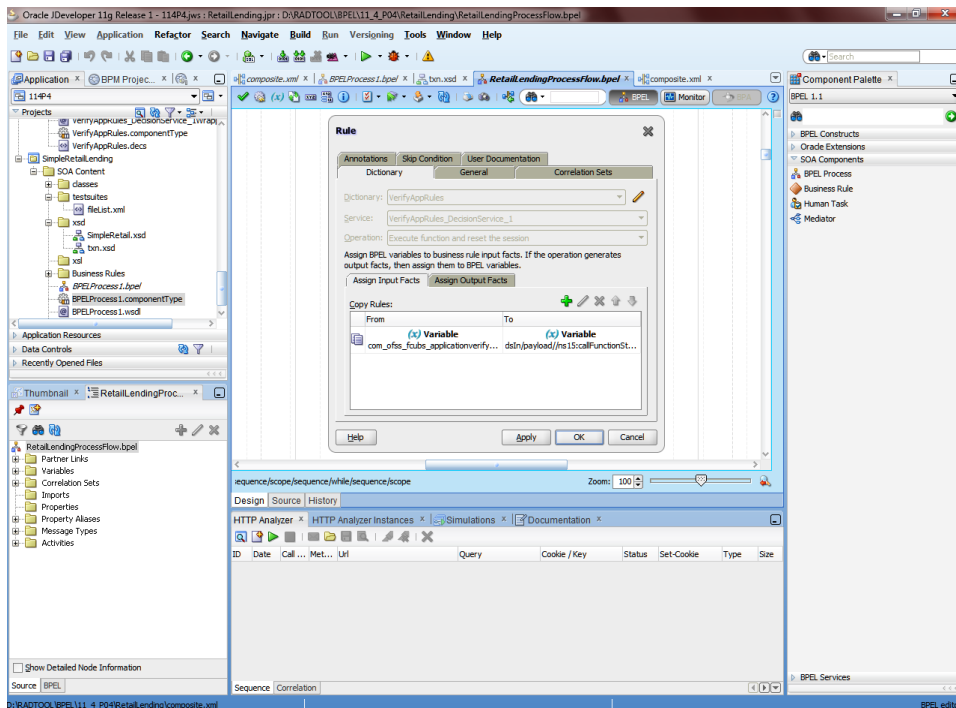 Oracle JDeveloper 11g Release 1 - 114P4.jws : RetailLending.jpr : D:\RADTOOL\BPEL\11_4_P04\RetailLending\RetailLendingProcessFlow.bpel
File Edit View Application Refactor Search Navigate Build Run Versioning Tools Window Help
Search
Application
BPM Projec...
composite.xml
BPELProcess1.bpel
txn.xsd
RetailLendingProcessFlow.bpel
composite.xml
Component Palette
114P4
BPEL
Monitor
BPEL 1.1
Projects
VerifyAppRules_DecisionService_1Wrap
VerifyAppRules.componentType
VerifyAppRules.decs
SimpleRetailLending
SOA Content
classes
testsuites
fileList.xml
xsd
SimpleRetail.xsd
txn.xsd
xsl
Business Rules
BPELProcess1.bpel
BPELProcess1.componentType
BPELProcess1.wsdl
Application Resources
Data Controls
Recently Opened Files
Rule
Annotations Skip Condition User Documentation
Dictionary General Correlation Sets
Dictionary: VerifyAppRules
Service: VerifyAppRules_DecisionService_1
Operation: Execute function and reset the session
Assign BPEL variables to business rule input facts. If the operation generates
output facts, then assign them to BPEL variables.
Assign Input Facts Assign Output Facts
Copy Rules:
From To
(x) Variable (x) Variable
com_ofss_fcubs_applicationverify... dsIn/payload//ns15:callFunctionSt...
Help Apply OK Cancel
BPEL Constructs
Oracle Extensions
SOA Components
BPEL Process
Business Rule
Human Task
Mediator
BPEL Services
Thumbnail
RetailLendingProc...
RetailLendingProcessFlow.bpel
Partner Links
Variables
Correlation Sets
Imports
Properties
Property Aliases
Message Types
Activities
Show Detailed Node Information
Source BPEL
sequence/scope/sequence/while/sequence/scope
Zoom: 100
Design Source History
HTTP Analyzer HTTP Analyzer Instances Simulations Documentation
ID Date Call ... Met... Url Query Cookie / Key Status Set-Cookie Type Size
Sequence Correlation
D:\RADTOOL\BPEL\11_4_P04\RetailLending\composite.xml
BPEL edit